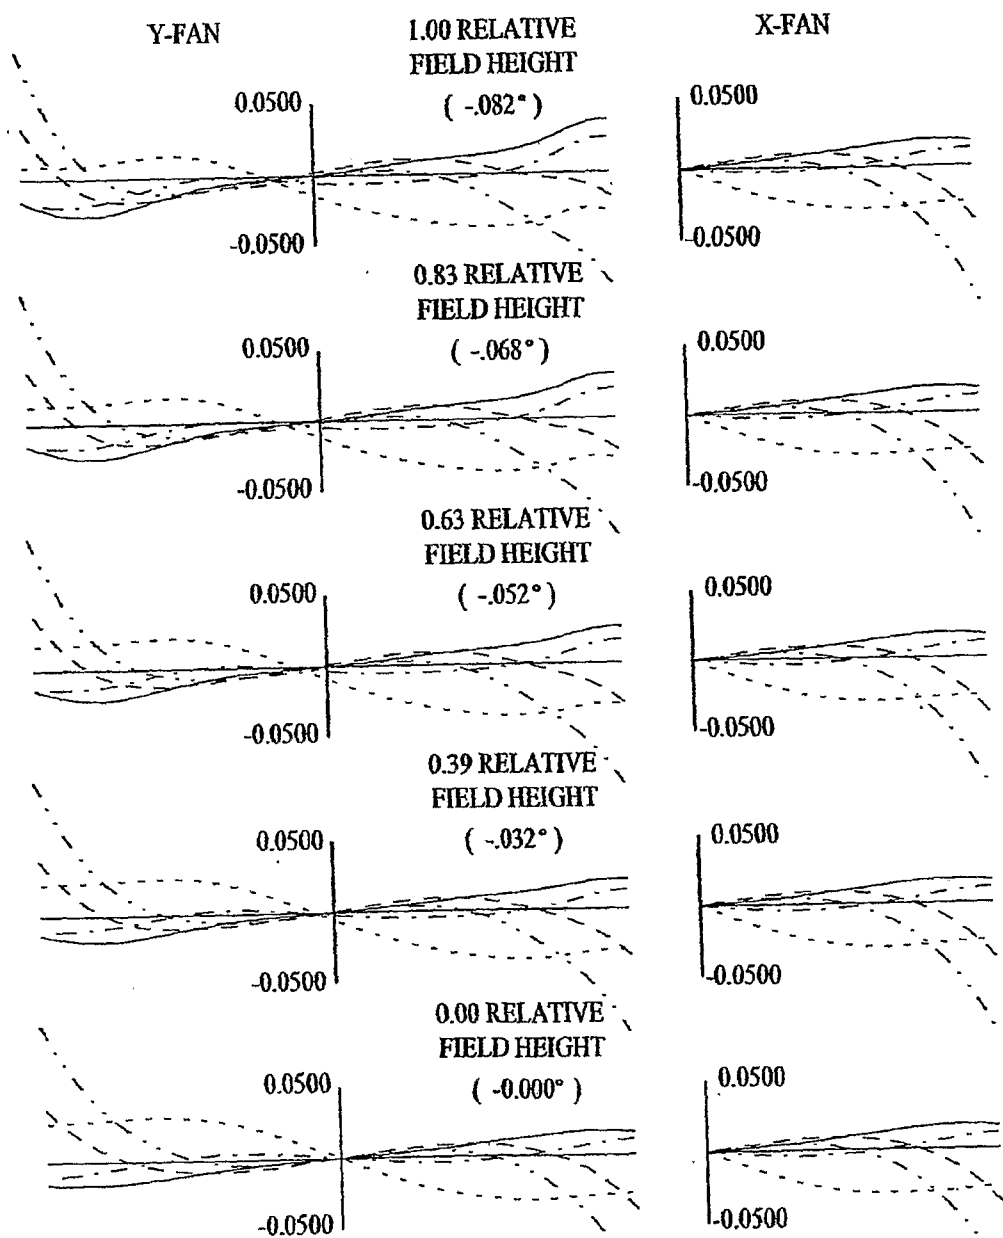 Y-FAN
1.00 RELATIVE
FIELD HEIGHT
( -.082° )
X-FAN
0.0500
0.0500
-0.0500
-0.0500
0.83 RELATIVE
FIELD HEIGHT
( -.068° )
0.0500
0.0500
-0.0500
-0.0500
0.63 RELATIVE
FIELD HEIGHT
( -.052° )
0.0500
0.0500
-0.0500
-0.0500
0.39 RELATIVE
FIELD HEIGHT
( -.032° )
0.0500
0.0500
-0.0500
-0.0500
0.00 RELATIVE
FIELD HEIGHT
( -0.000° )
0.0500
0.0500
-0.0500
-0.0500